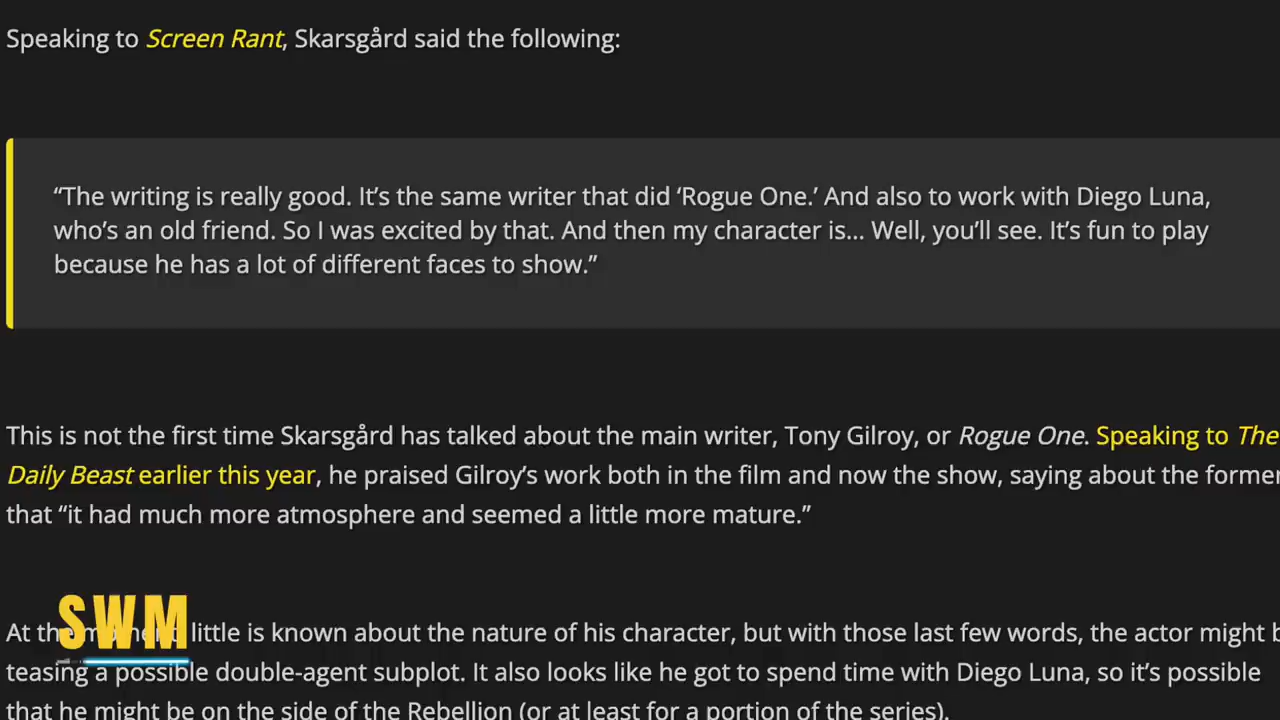 Speaking to Screen Rant, Skarsgård said the following:
“The writing is really good. It’s the same writer that did ‘Rogue One.’ And also to work with Diego Luna,
who’s an old friend. So I was excited by that. And then my character is... Well, you’ll see. It’s fun to play
because he has a lot of different faces to show.”
This is not the first time Skarsgård has talked about the main writer, Tony Gilroy, or Rogue One. Speaking to The
Daily Beast earlier this year, he praised Gilroy’s work both in the film and now the show, saying about the former
that “it had much more atmosphere and seemed a little more mature.”
SWM
At the moment, little is known about the nature of his character, but with those last few words, the actor might
teasing a possible double-agent subplot. It also looks like he got to spend time with Diego Luna, so it’s possible
that he might be on the side of the Rebellion (or at least for a portion of the series).